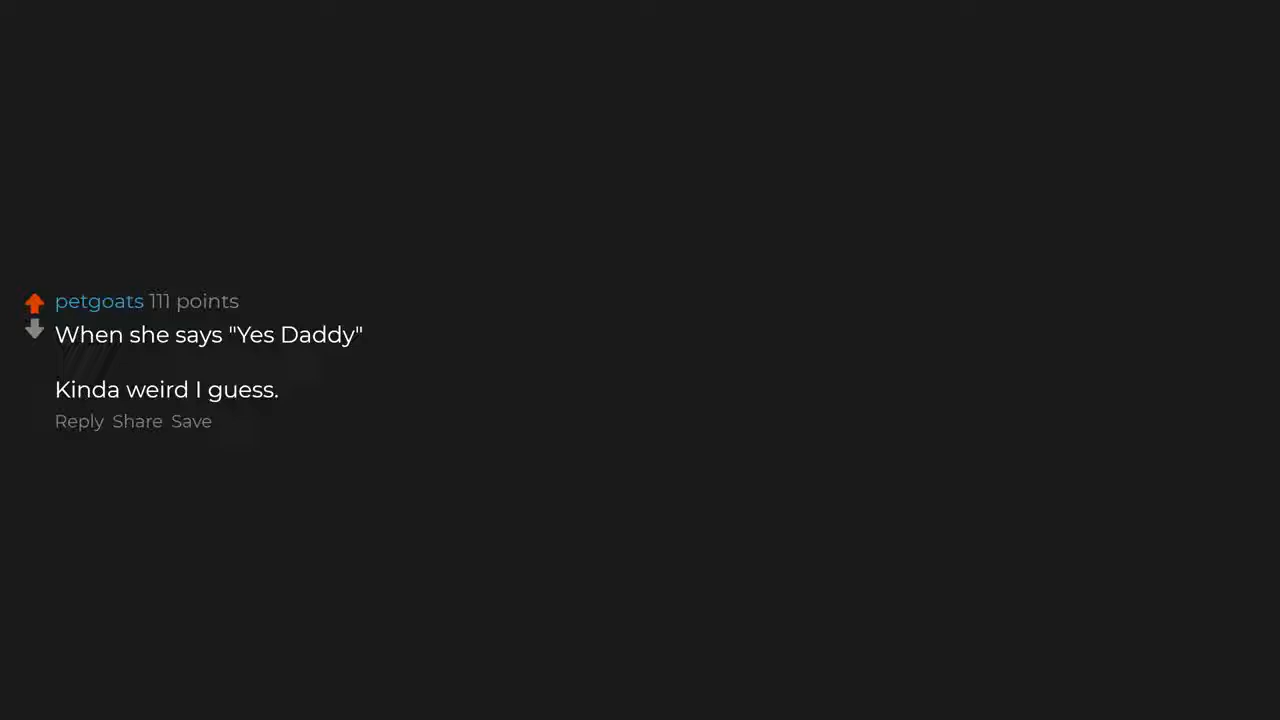 petgoats 111 points
When she says "Yes Daddy"
Kinda weird I guess.
Reply Share Save